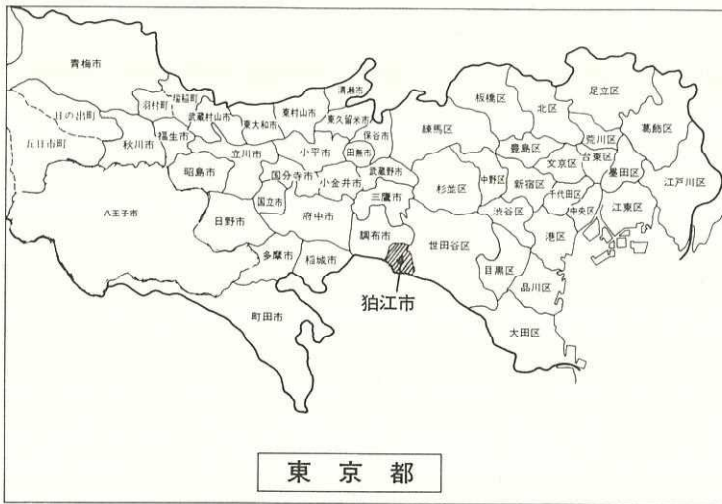 青梅市
日の出町
五日市町
秋川市
羽村町
瑞穂町
福生市
武蔵村山市
東大和市
東村山市
清瀬市
東久留米市
保谷市
田無市
小平市
立川市
昭島市
国分寺市
小金井市
武蔵野市
三鷹市
国立市
府中市
調布市
八王子市
日野市
多摩市
稲城市
町田市
狛江市
練馬区
板橋区
北区
足立区
葛飾区
荒川区
豊島区
文京区
台東区
墨田区
江戸川区
杉並区
中野区
新宿区
千代田区
中央区
江東区
渋谷区
港区
世田谷区
目黒区
品川区
大田区
東京都